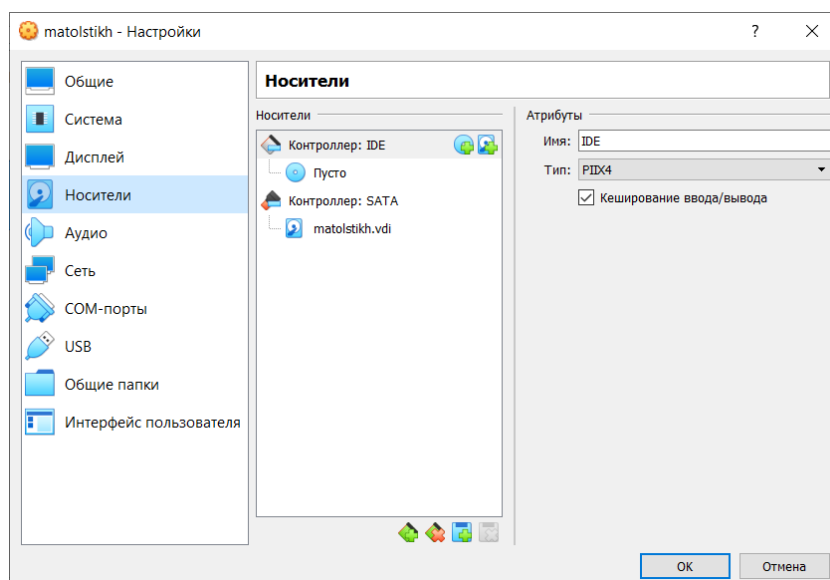 matolstikh - Настройки
? ×
Общие
Система
Дисплей
Носители
Аудио
Сеть
COM-порты
USB
Общие папки
Интерфейс пользователя
Носители
Носители
Контроллер: IDE
Пусто
Контроллер: SATA
matolstikh.vdi
Атрибуты
Имя: IDE
Тип: PIIX4
Кеширование ввода/вывода
OK Отмена